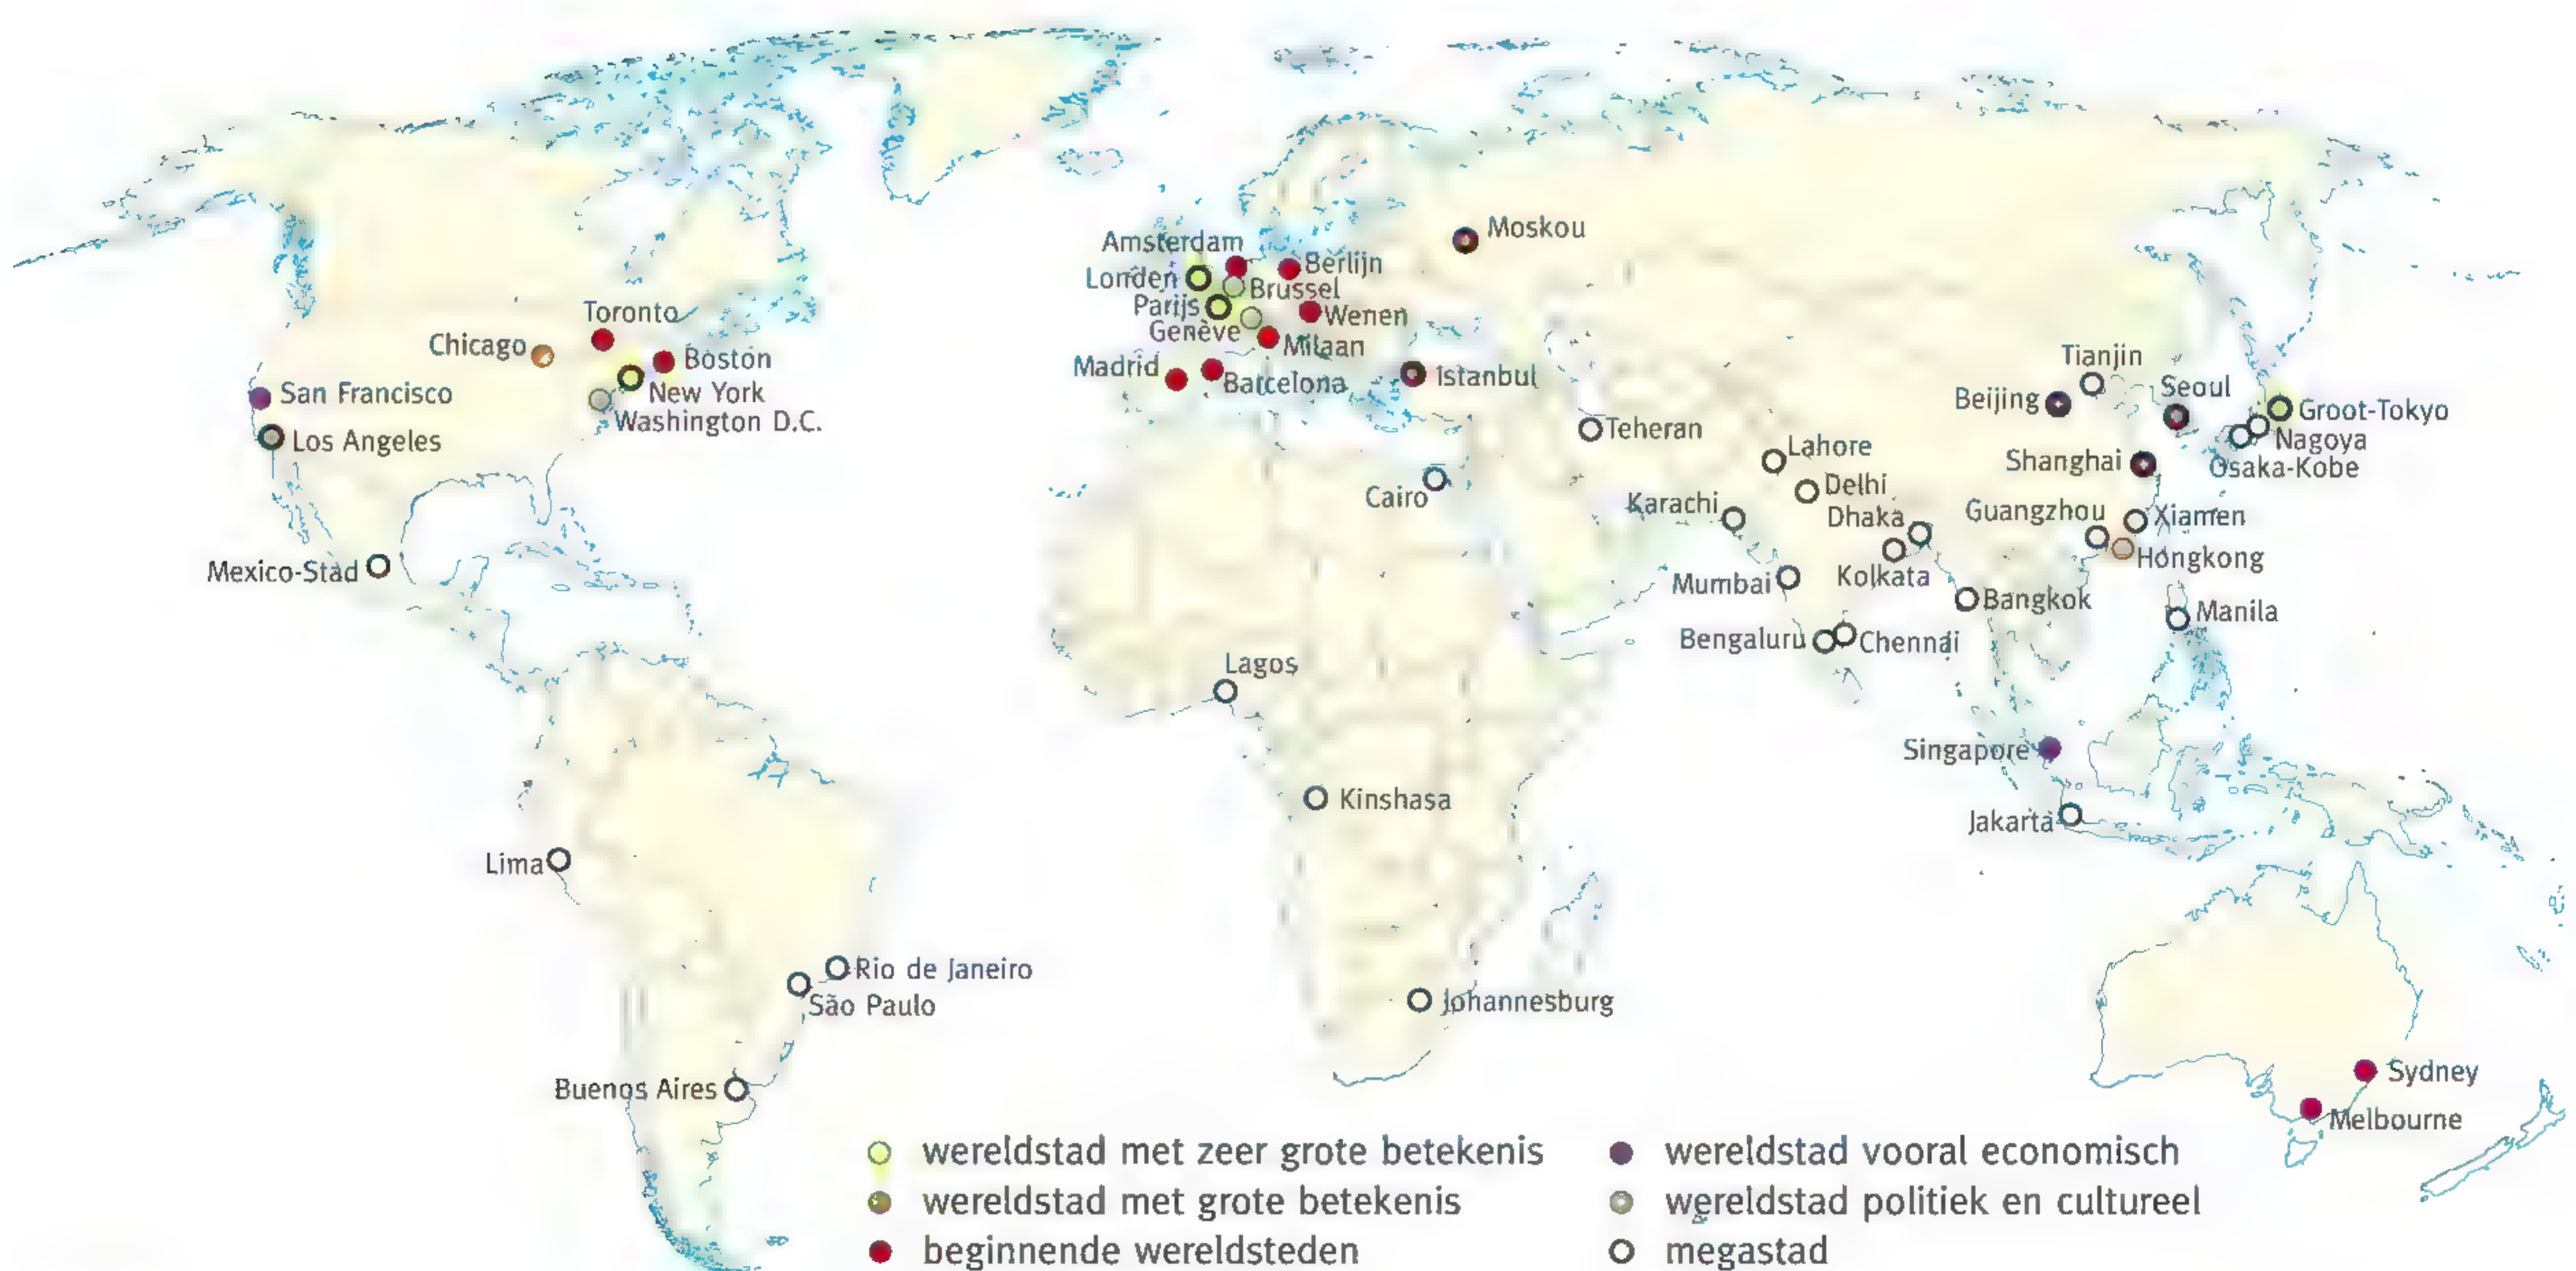 Moskou
Amsterdam
Berlijn
Londen
Brussel
Parijs
Wenen
Genève
Milaan
Madrid
Barcelona
Istanbul
Toronto
Chicago
Boston
San Francisco
New York
Washington D.C.
Los Angeles
Mexico-Stad
Tianjin
Beijing
Seoul
Groot-Tokyo
Nagoya
Osaka-Kobe
Teheran
Lahore
Shanghai
Cairo
Delhi
Karachi
Dhaka
Guangzhou
Xiamen
Hongkong
Mumbai
Kolkata
Bangkok
Manila
Bengaluru
Chennai
Lagos
Singapore
Kinshasa
Jakarta
Lima
Rio de Janeiro
São Paulo
Johannesburg
Buenos Aires
Sydney
Melbourne
wereldstad met zeer grote betekenis
wereldstad met grote betekenis
beginnende wereldsteden
wereldstad vooral economisch
wereldstad politiek en cultureel
megastad